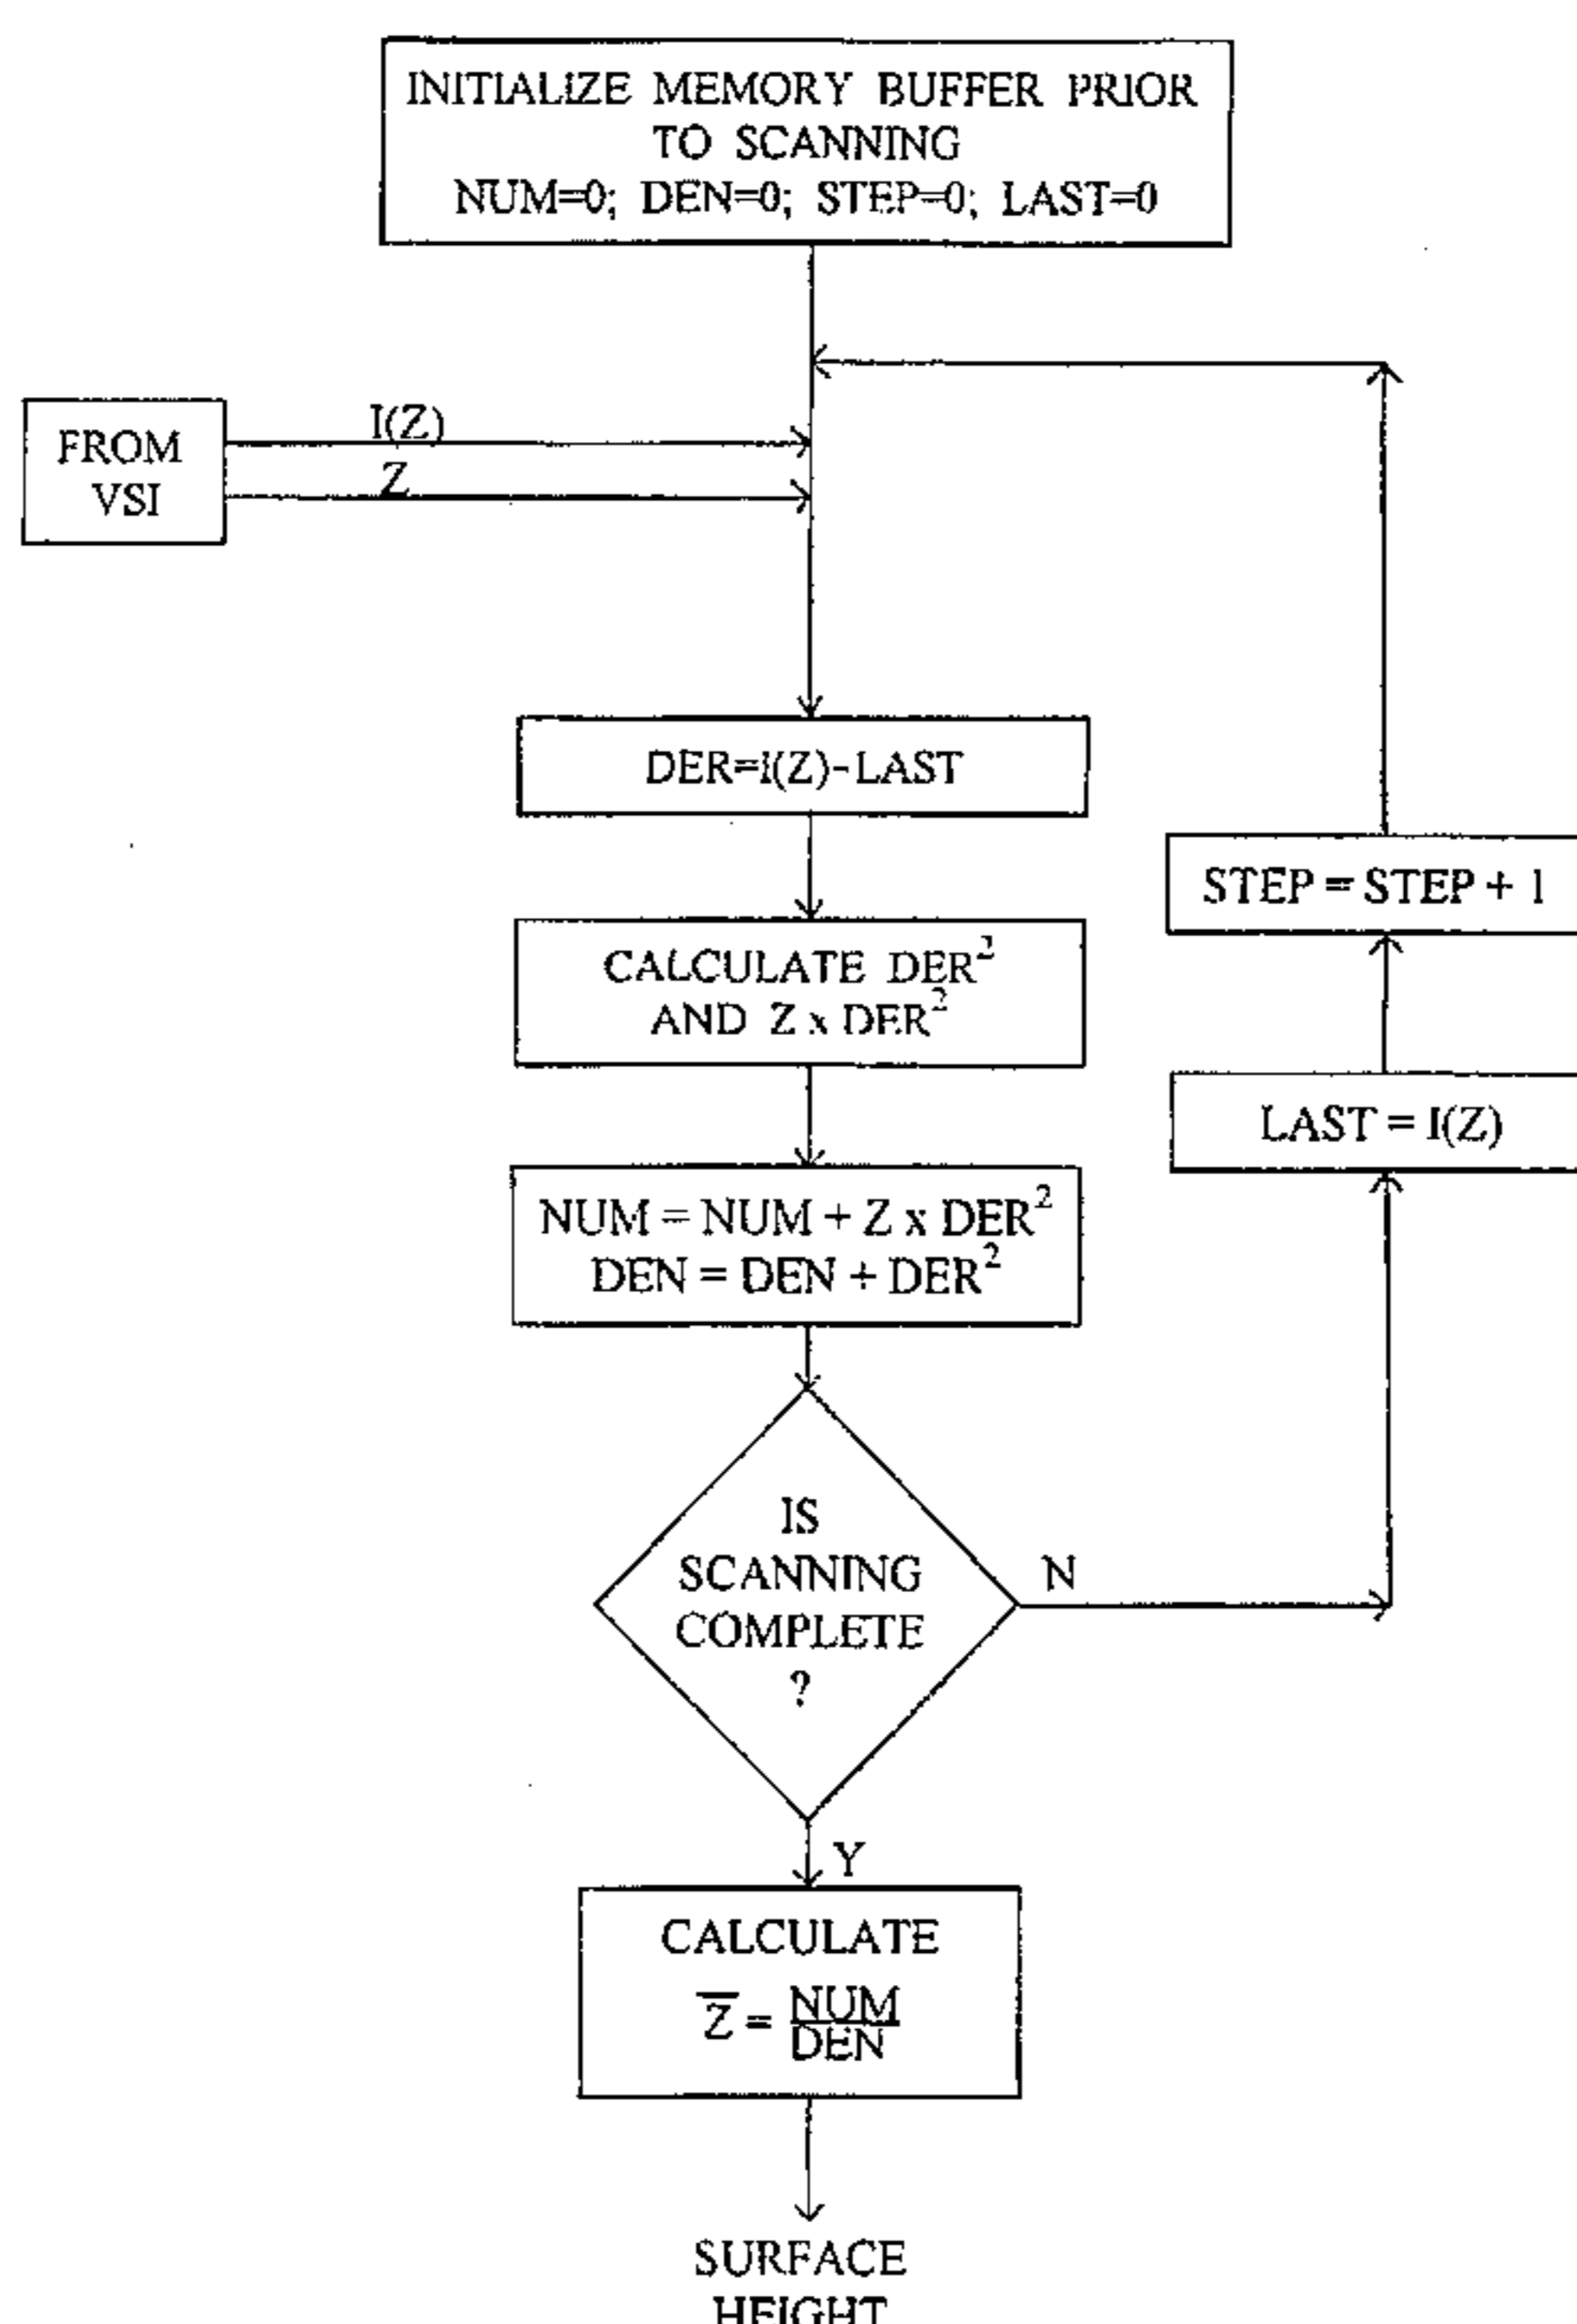 INITIALIZE MEMORY BUFFER PRIOR
TO SCANNING
NUM=0; DEN=0; STEP=0; LAST=0
FROM
VSI
I(Z)
Z
DER=I(Z)-LAST
CALCULATE DER²
AND Z x DER²
NUM = NUM + Z x DER²
DEN = DEN + DER²
STEP = STEP + 1
LAST = I(Z)
IS
SCANNING
COMPLETE
?
N
Y
CALCULATE
Z̅ = NUM
DEN
SURFACE
HEIGHT